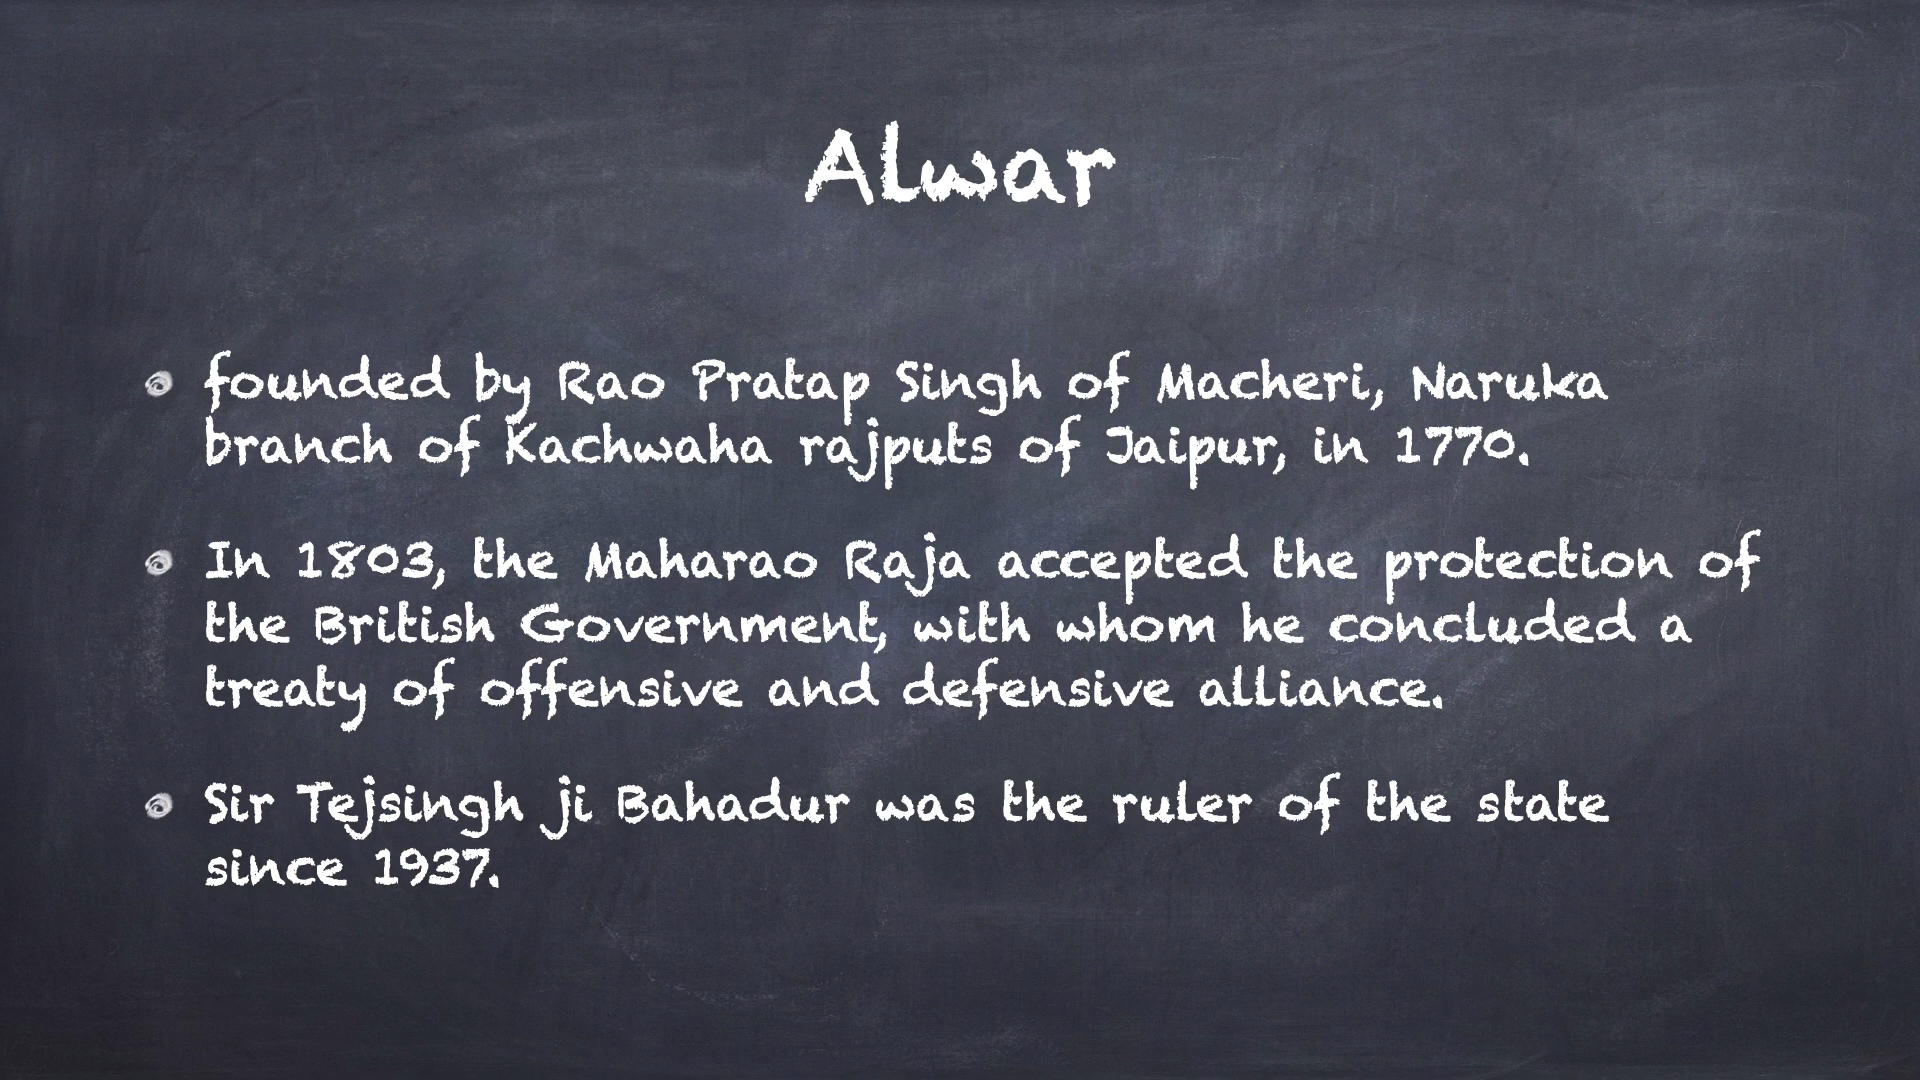 Alwar
founded by Rao Pratap Singh of Macheri, Naruka
branch of Kachwaha rajputs of Jaipur, in 1770.
In 1803, the Maharao Raja accepted the protection of
the British Government, with whom he concluded a
treaty of offensive and defensive alliance.
Sir Tejsingh ji Bahadur was the ruler of the state
since 1937.